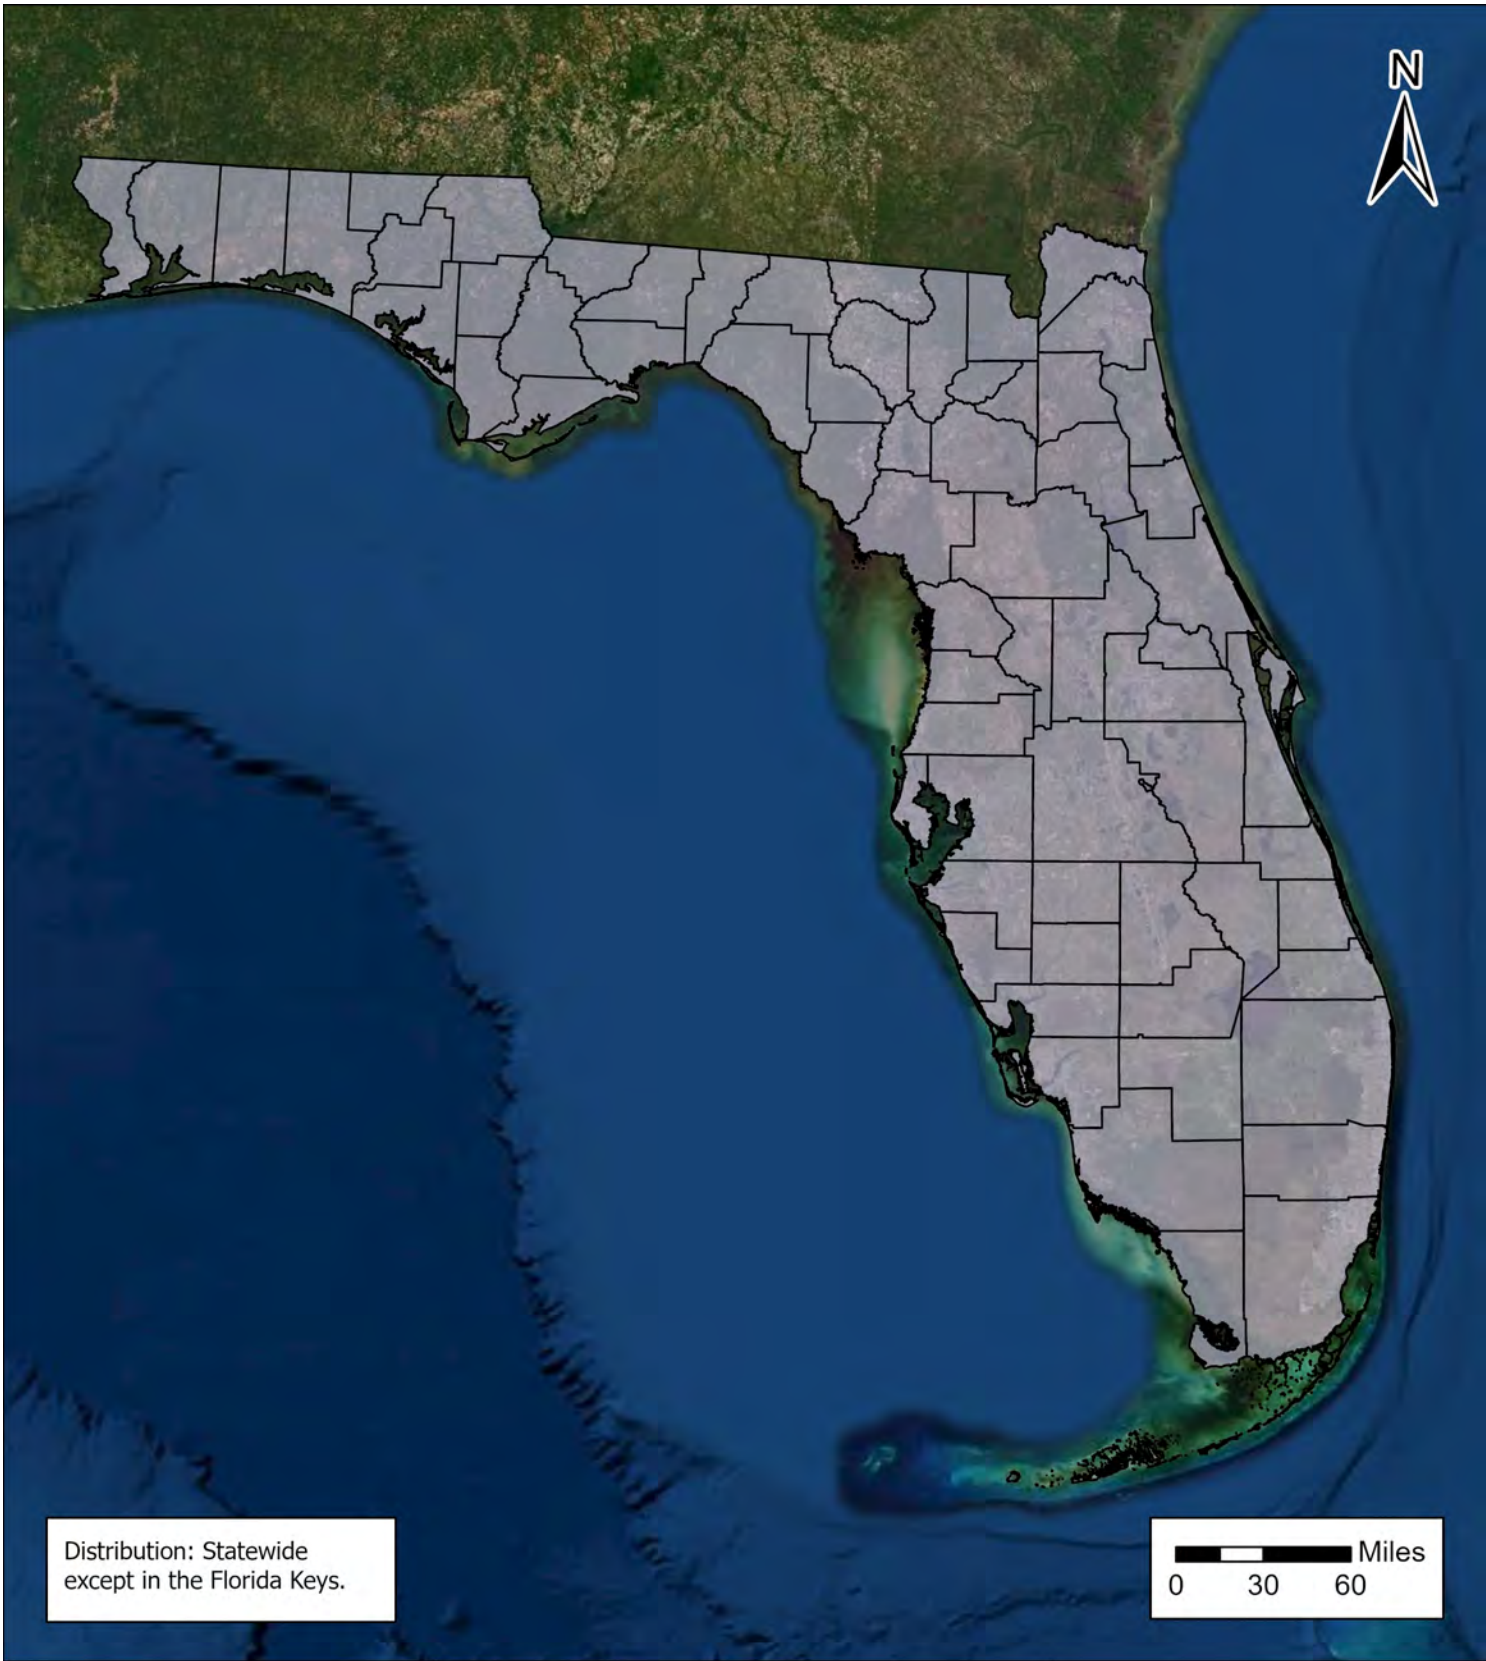 N
Distribution: Statewide
except in the Florida Keys.
Miles
0 30 60